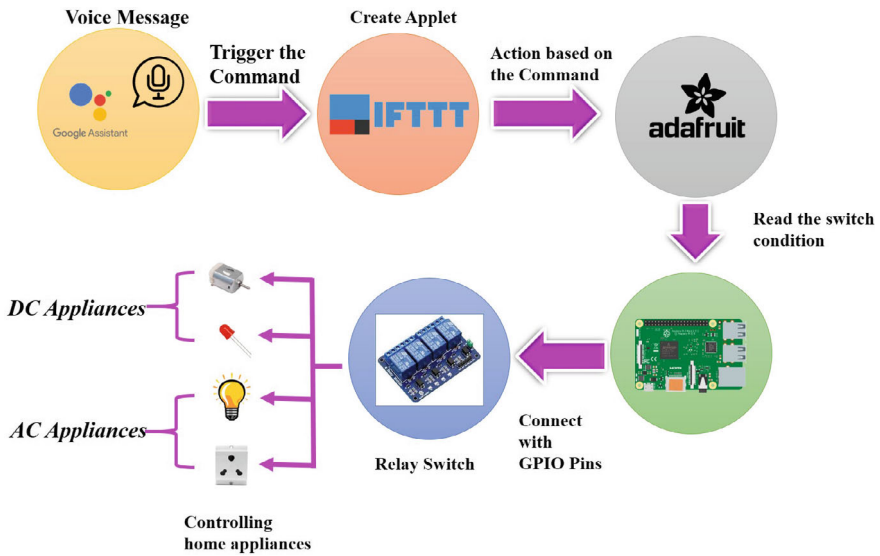 Voice Message
Create Applet
Trigger the
Command
Action based on
the Command
Google Assistant
IFTTT
adafruit
Read the switch
condition
DC Appliances
AC Appliances
Relay Switch
Connect
with
GPIO Pins
Controlling
home appliances